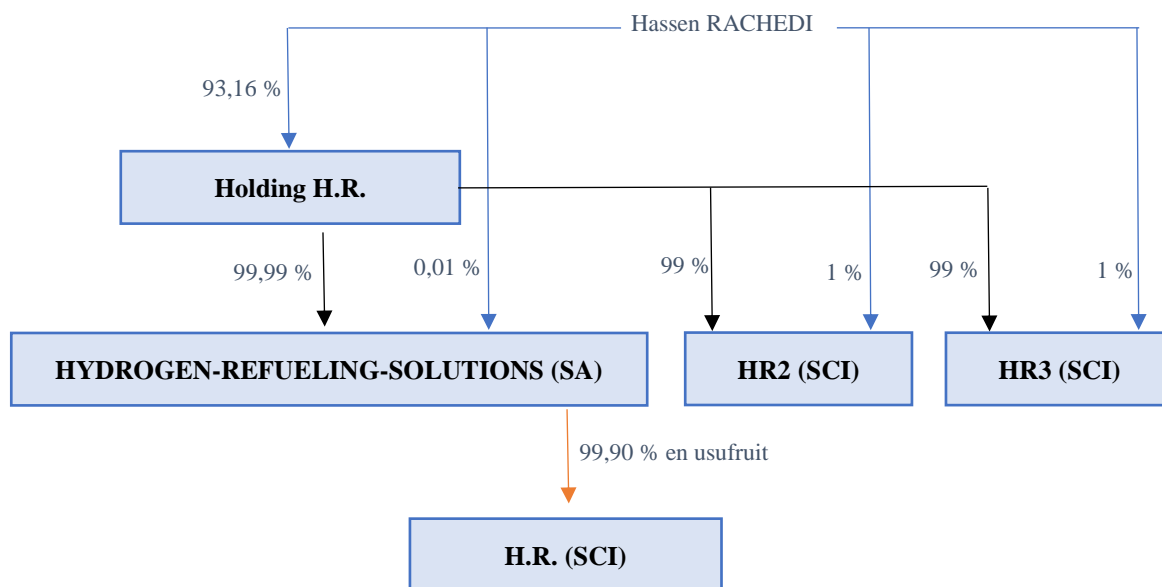 Hassen RACHEDI
93,16 %
Holding H.R.
99,99 %
0,01 %
99 %
1 %
99 %
1 %
HYDROGEN-REFUELING-SOLUTIONS (SA)
HR2 (SCI)
HR3 (SCI)
99,90 % en usufruit
H.R. (SCI)